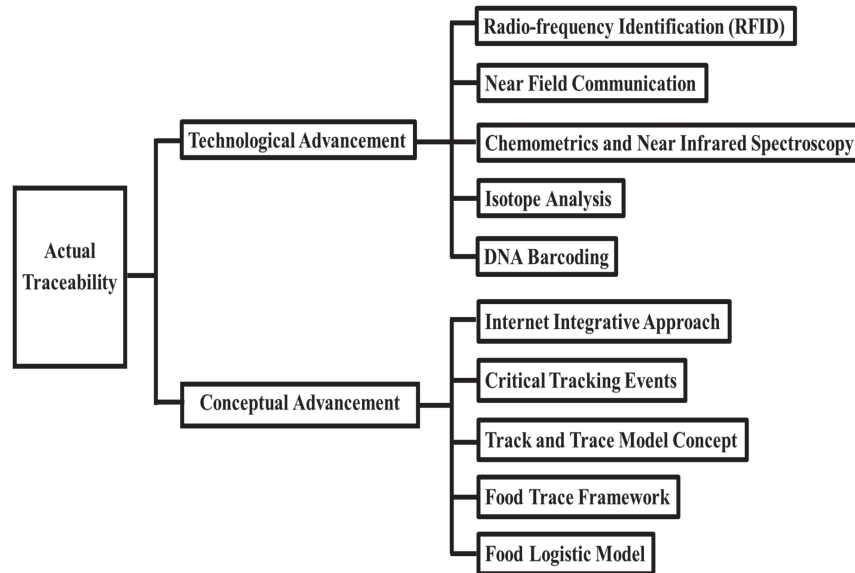 Radio-frequency Identification (RFID)
Near Field Communication
Technological Advancement
Chemometrics and Near Infrared Spectroscopy
Isotope Analysis
DNA Barcoding
Actual
Traceability
Internet Integrative Approach
Critical Tracking Events
Conceptual Advancement
Track and Trace Model Concept
Food Trace Framework
Food Logistic Model